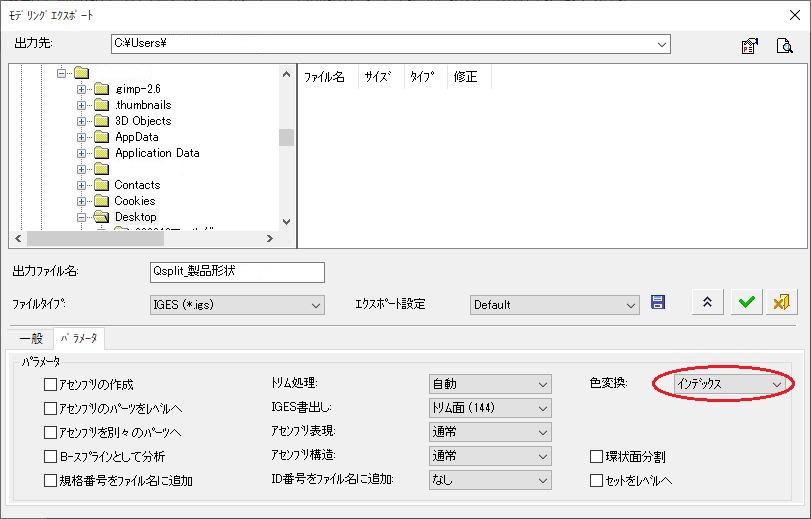 モデリングエクスポート
出力先: C:¥Users¥
ファイル名 サイズ タイプ 修正
.gimp-2.6
.thumbnails
3D Objects
AppData
Application Data
Contacts
Cookies
Desktop
出力ファイル名: Qsplit_製品形状
ファイルタイプ: IGES (*.igs) エクスポート設定 Default
一般 パラメータ
パラメータ
アセンブリの作成 トリム処理: 自動 色変換: インデックス
アセンブリのパーツをレベルへ IGES書出し: トリム面 (144)
アセンブリを別々のパーツへ アセンブリ表現: 通常
B-スプラインとして分析 アセンブリ構造: 通常 環状面分割
規格番号をファイル名に追加 ID番号をファイル名に追加: なし セットをレベルへ